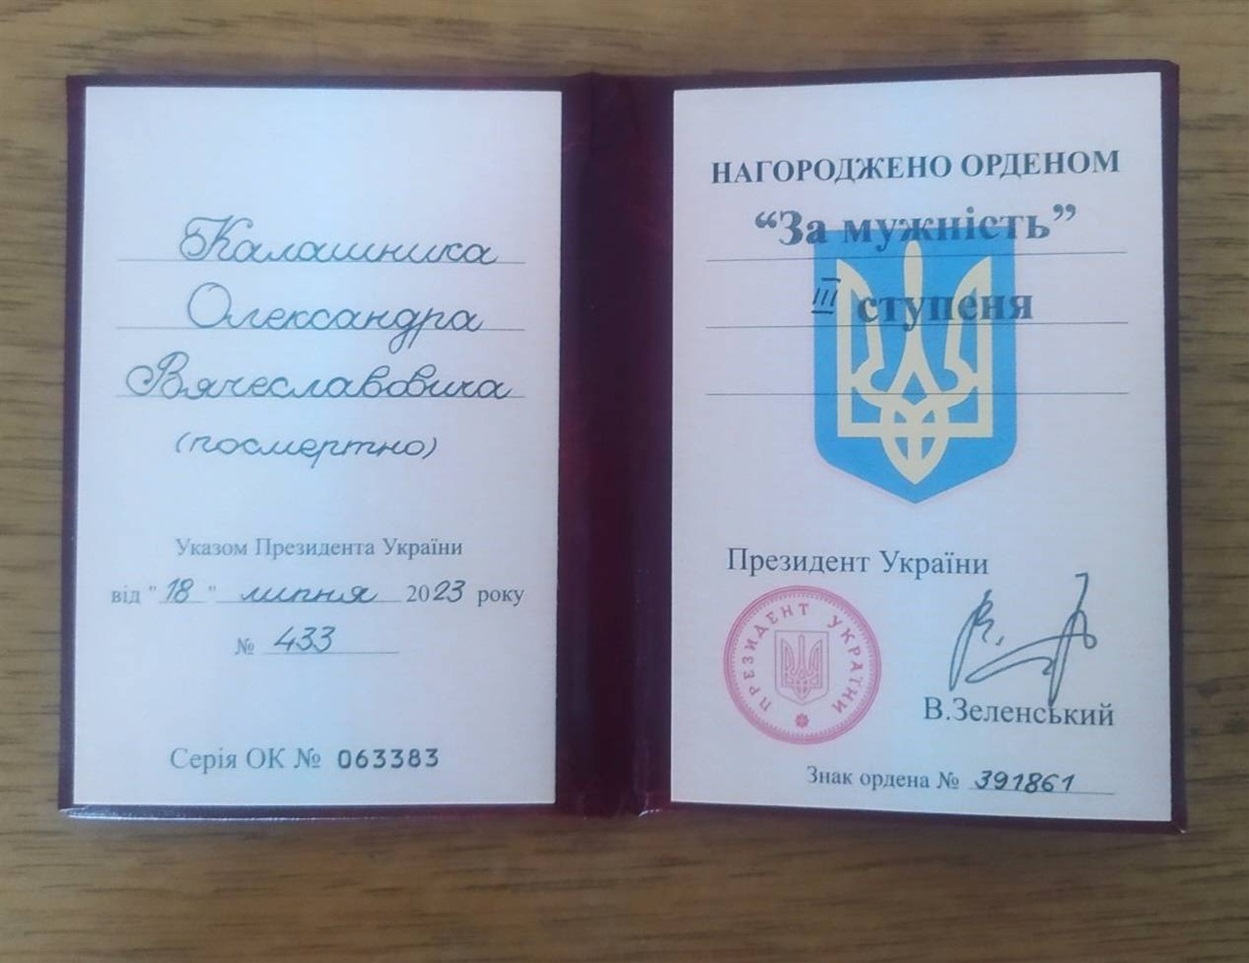 Калашника
Олександра
Вячеславовича
(посмертно)
Указом Президента України
від "18" липня 2023 року
№ 433
Серія ОК № 063383
НАГОРОДЖЕНО ОРДЕНОМ
“За мужність”
III ступеня
Президент України
ПРЕЗИДЕНТ УКРАЇНИ
В.Зеленський
Знак ордена № 391861